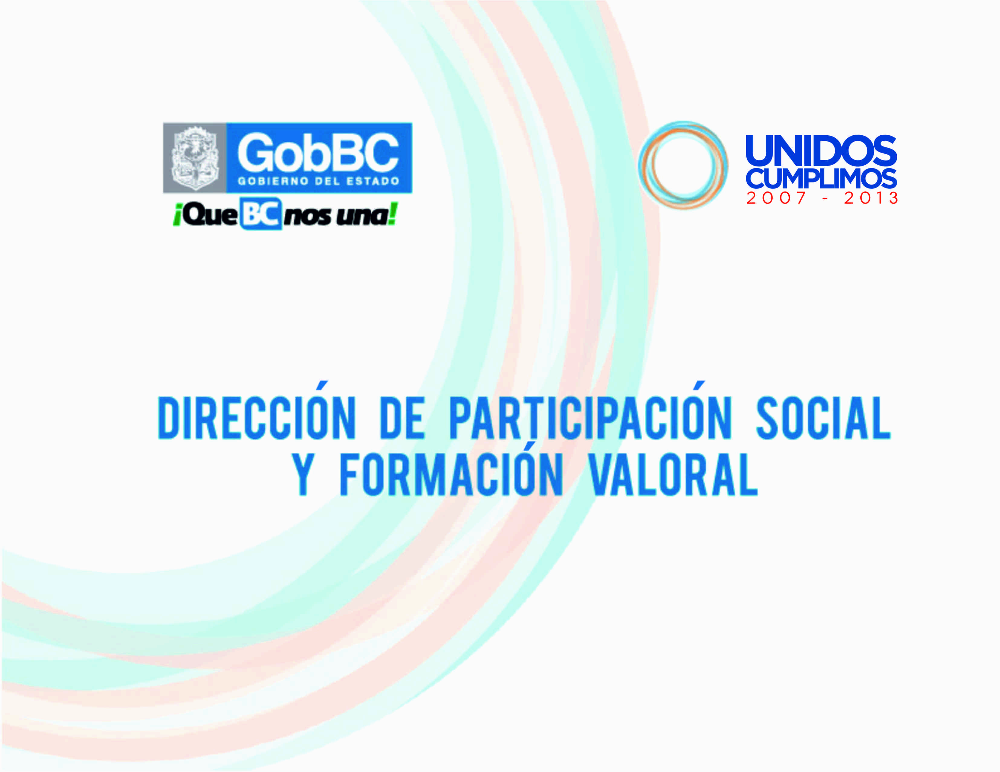 GobBC
GOBIERNO DEL ESTADO
¡Que BC nos una!
UNIDOS
CUMPLIMOS
2007 - 2013
DIRECCIÓN DE PARTICIPACIÓN SOCIAL
Y FORMACIÓN VALORAL